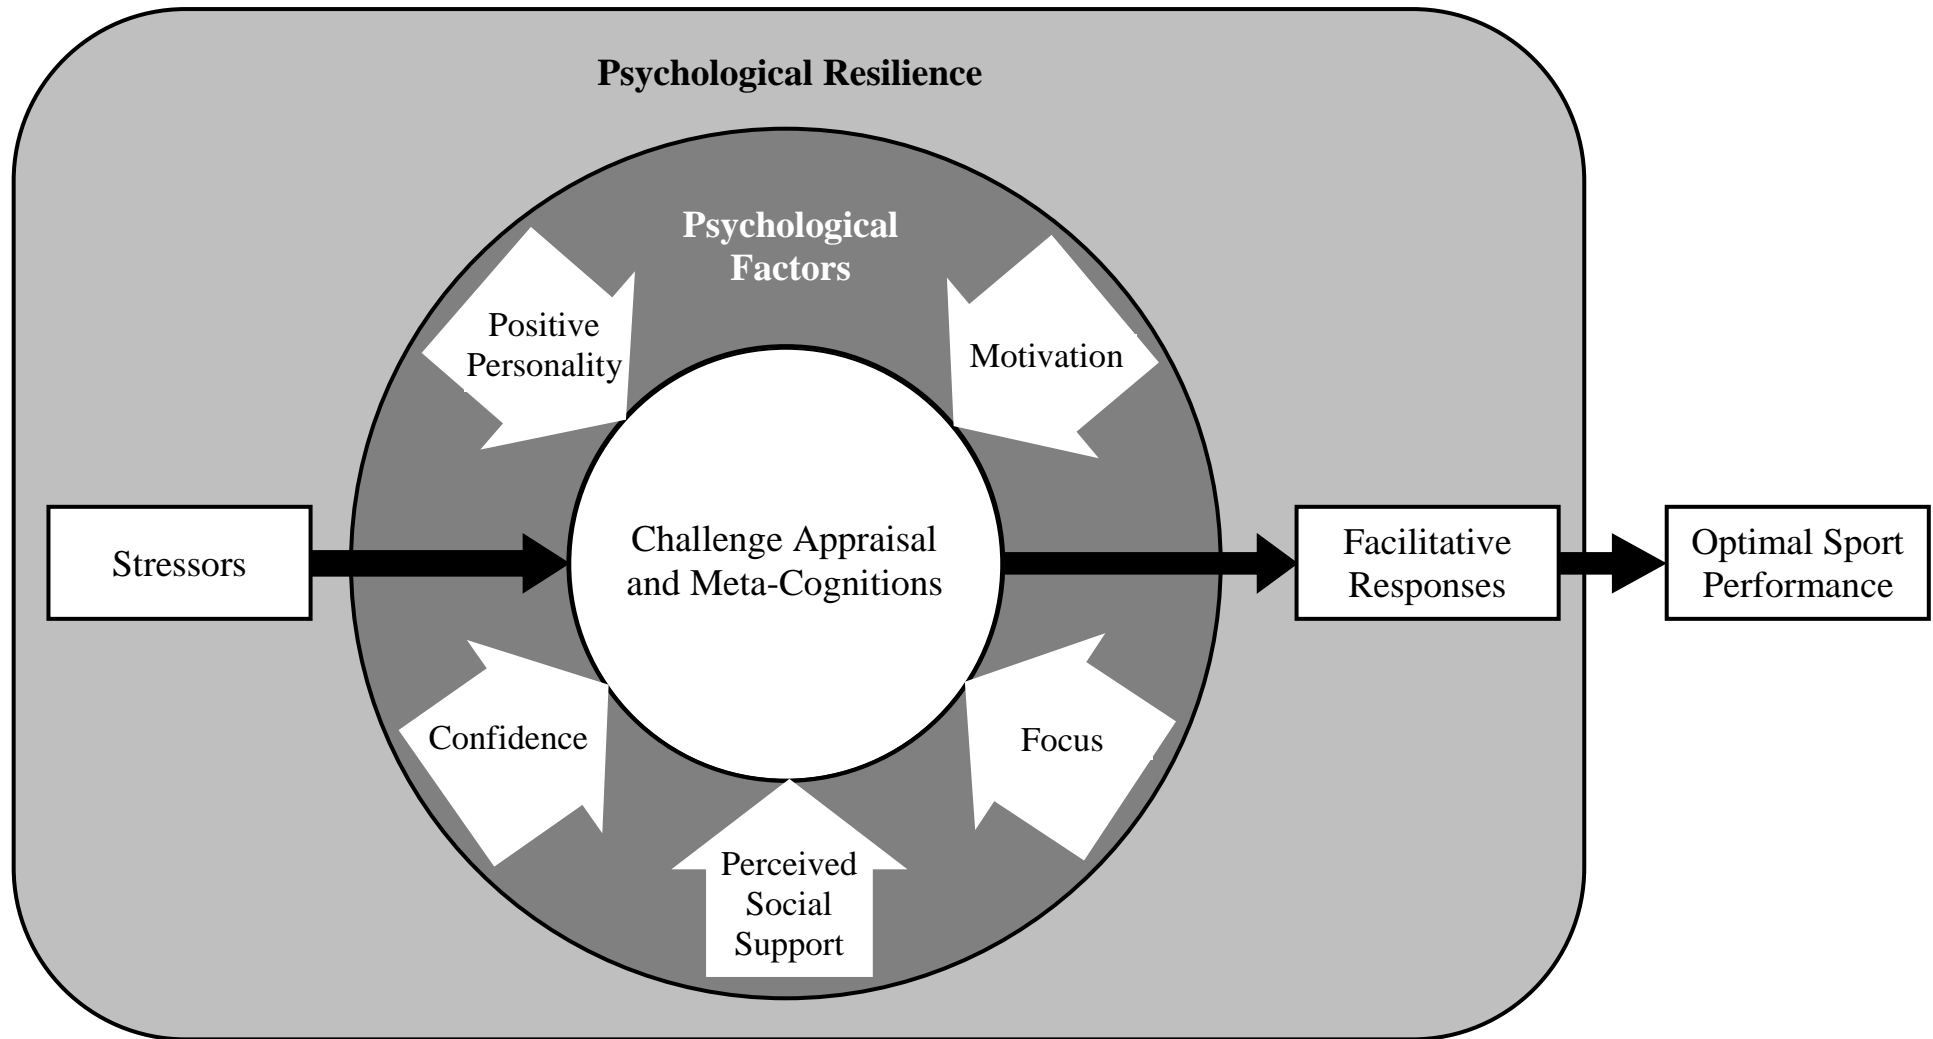 Psychological Resilience
Psychological
Factors
Positive
Personality
Motivation
Stressors
Challenge Appraisal
and Meta-Cognitions
Facilitative
Responses
Optimal Sport
Performance
Confidence
Focus
Perceived
Social
Support